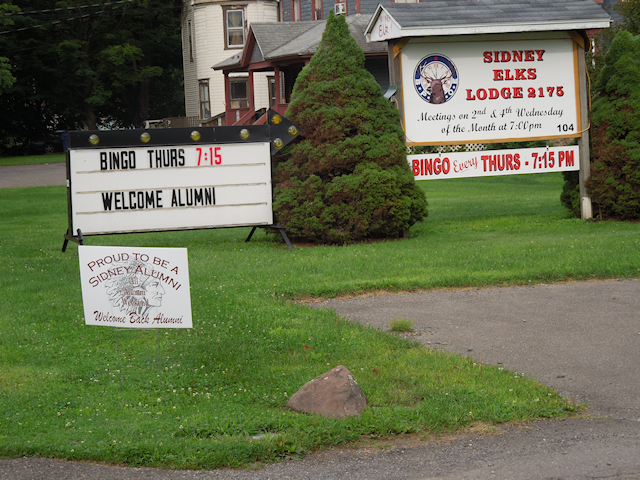 SIDNEY
ELKS
LODGE 2175
Meetings on 2nd & 4th Wednesday
of the Month at 7:00pm
104
BINGO Every THURS - 7:15 PM
BINGO THURS 7:15
WELCOME ALUMNI
PROUD TO BE A
SIDNEY ALUMNI
Welcome Back Alumni